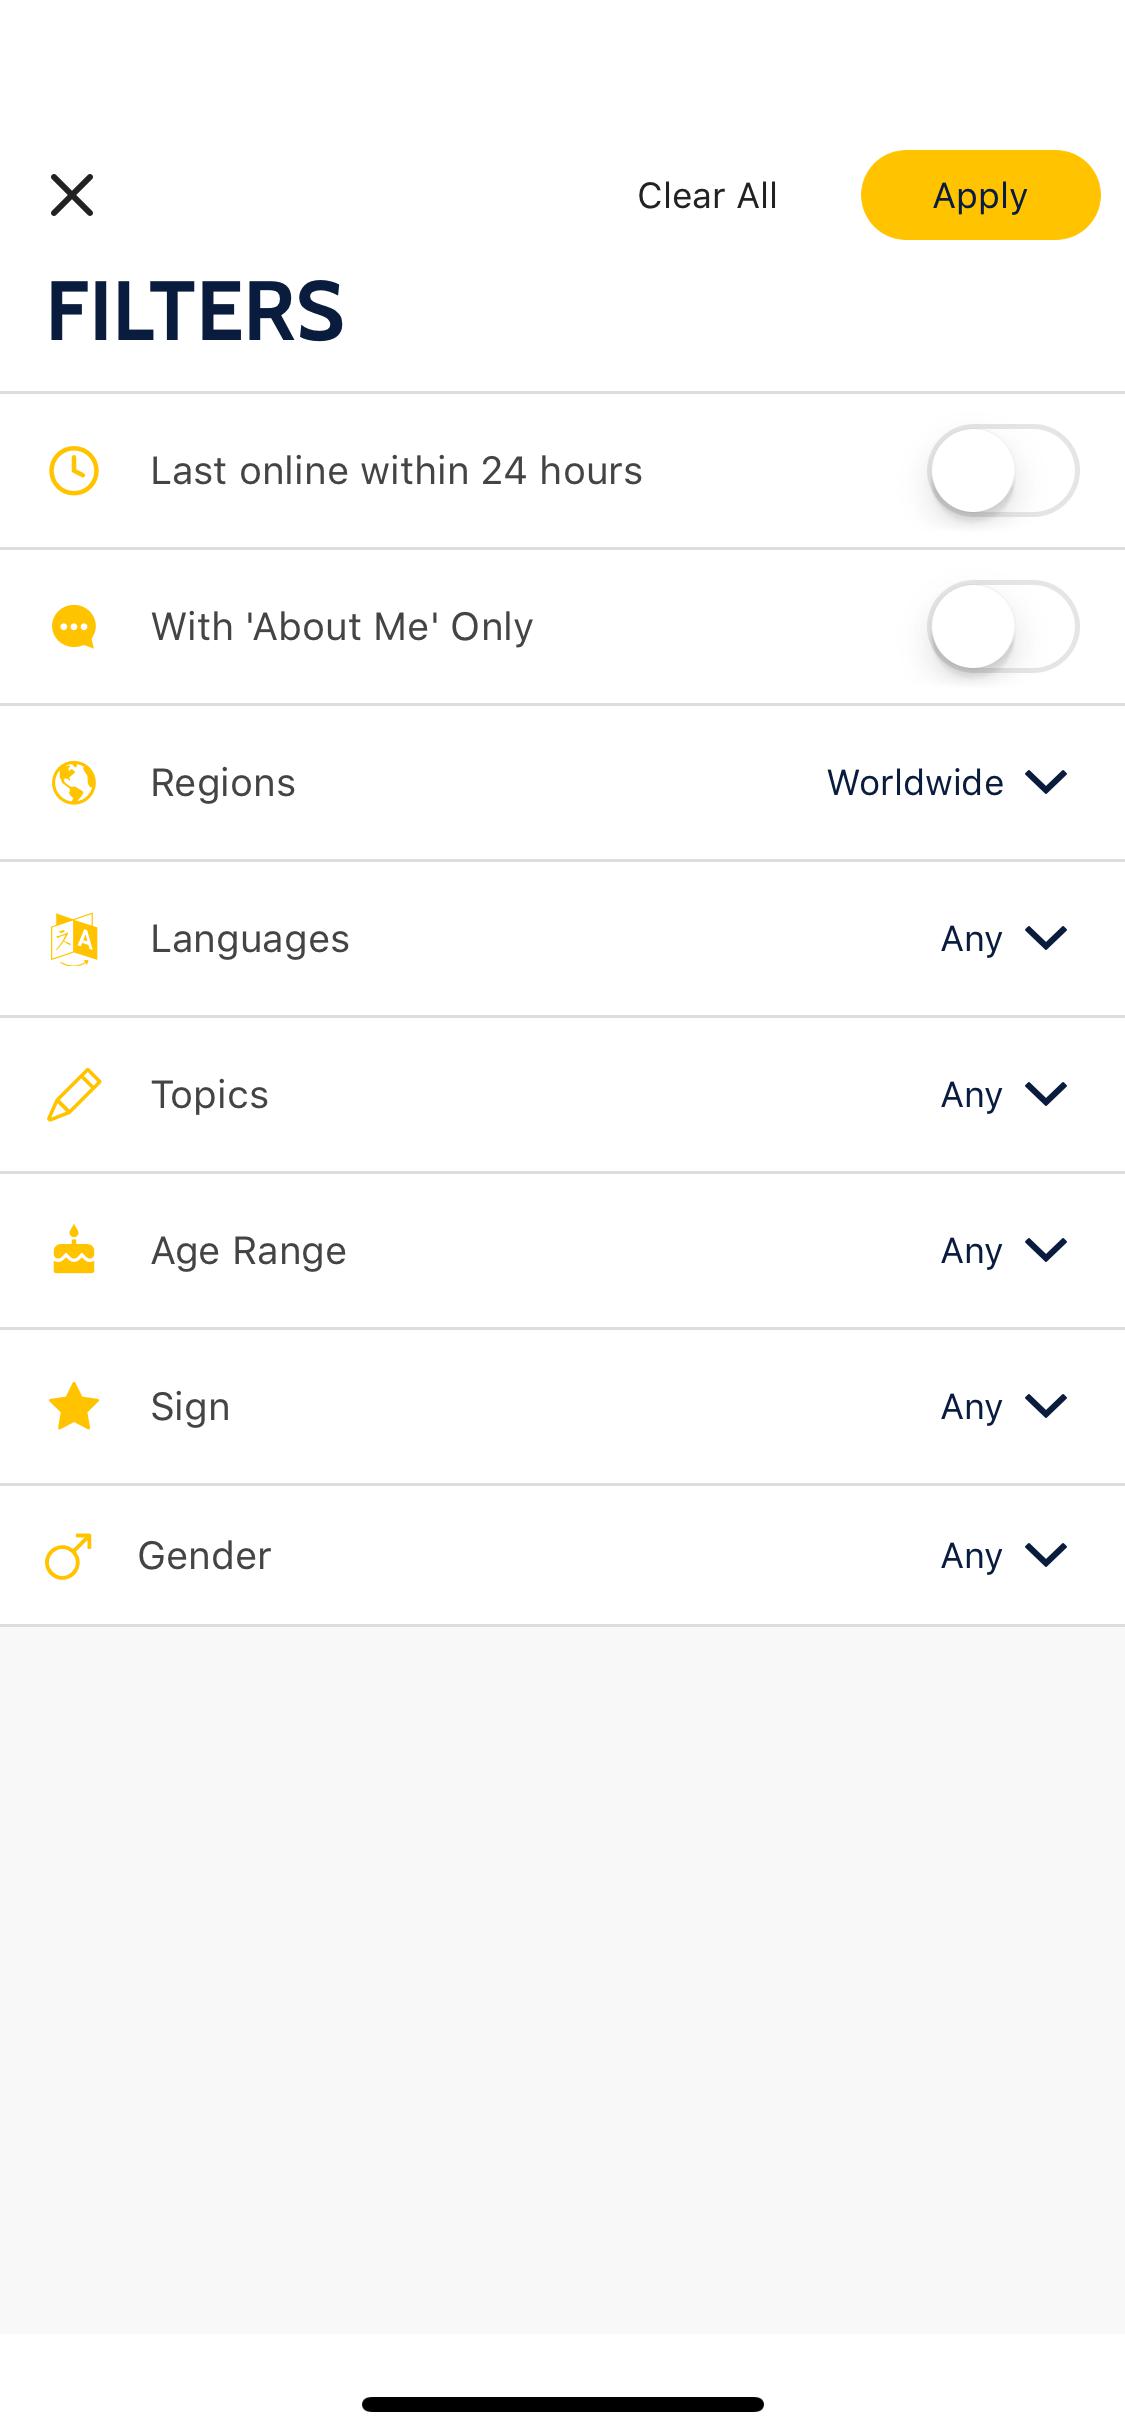 Clear All
Apply
FILTERS
Last online within 24 hours
With 'About Me' Only
Regions
Worldwide
Languages
Any
Topics
Any
Age Range
Any
Sign
Any
Gender
Any